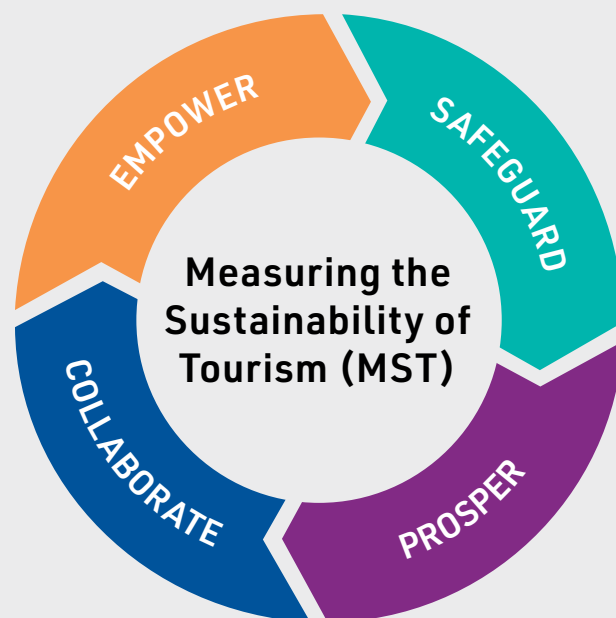 EMPOWER
SAFEGUARD
Measuring the
Sustainability of
Tourism (MST)
COLLABORATE
PROSPER